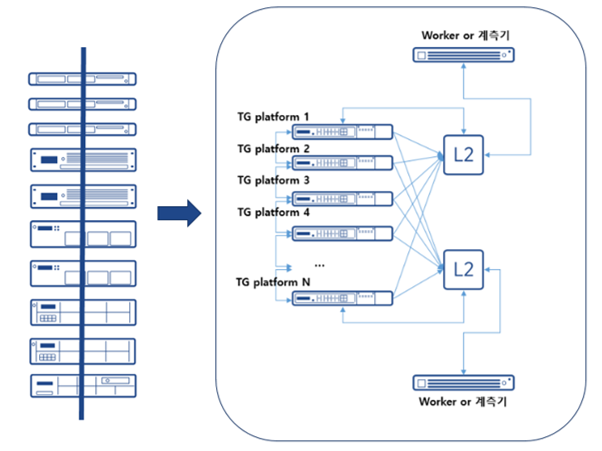 Worker or 계측기
TG platform 1
TG platform 2
TG platform 3
TG platform 4
...
TG platform N
L2
L2
Worker or 계측기